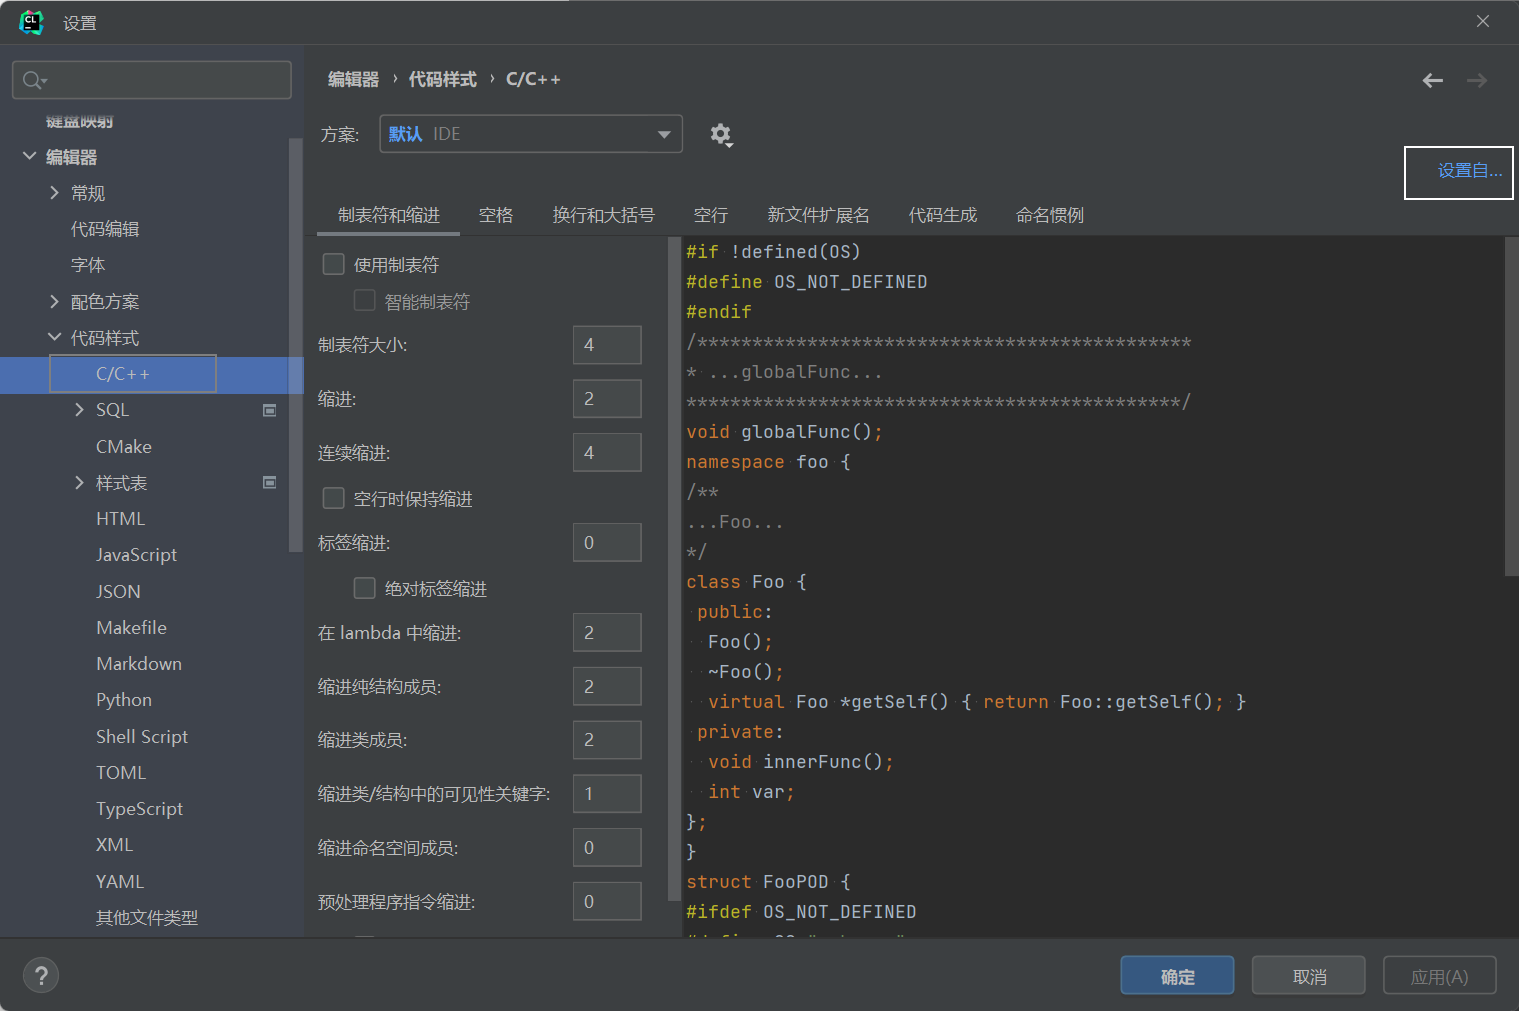 CL
设置
键盘映射
编辑器
常规
代码编辑
字体
配色方案
代码样式
C/C++
SQL
CMake
样式表
HTML
JavaScript
JSON
Makefile
Markdown
Python
Shell Script
TOML
TypeScript
XML
YAML
其他文件类型
编辑器 › 代码样式 › C/C++
方案: 默认 IDE
设置自...
制表符和缩进 空格 换行和大括号 空行 新文件扩展名 代码生成 命名惯例
使用制表符
智能制表符
制表符大小: 4
缩进: 2
连续缩进: 4
空行时保持缩进
标签缩进: 0
绝对标签缩进
在 lambda 中缩进: 2
缩进纯结构成员: 2
缩进类成员: 2
缩进类/结构中的可见性关键字: 1
缩进命名空间成员: 0
预处理程序指令缩进: 0
#if !defined(OS)
#define OS_NOT_DEFINED
#endif
/*********************************************
* ...globalFunc...
*********************************************/
void globalFunc();
namespace foo {
/**
...Foo...
*/
class Foo {
public:
Foo();
~Foo();
virtual Foo *getSelf() { return Foo::getSelf(); }
private:
void innerFunc();
int var;
};
}
struct FooPOD {
#ifdef OS_NOT_DEFINED
?
确定 取消 应用(A)